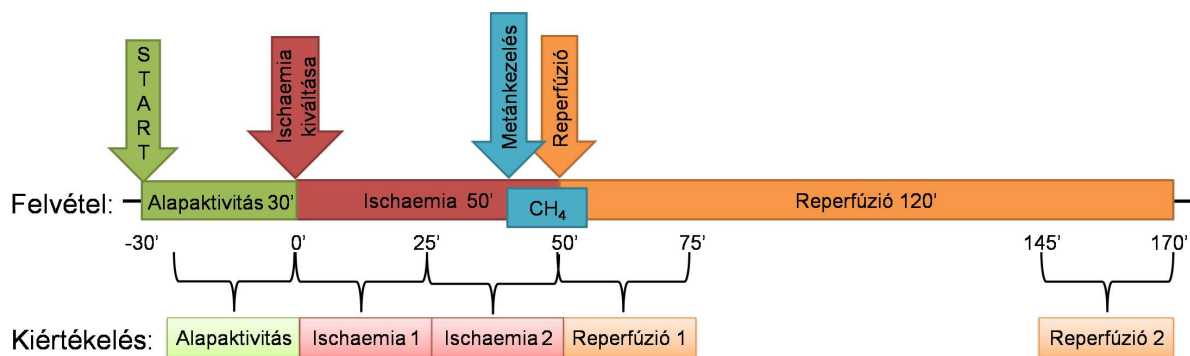 START
Ischaemia
kiváltása
Metánkezelés
Reperfúzió
Felvétel:
Alapaktivitás 30’
Ischaemia 50’
CH₄
Reperfúzió 120’
-30’
0’
25’
50’
75’
145’
170’
Kiértékelés:
Alapaktivitás
Ischaemia 1
Ischaemia 2
Reperfúzió 1
Reperfúzió 2